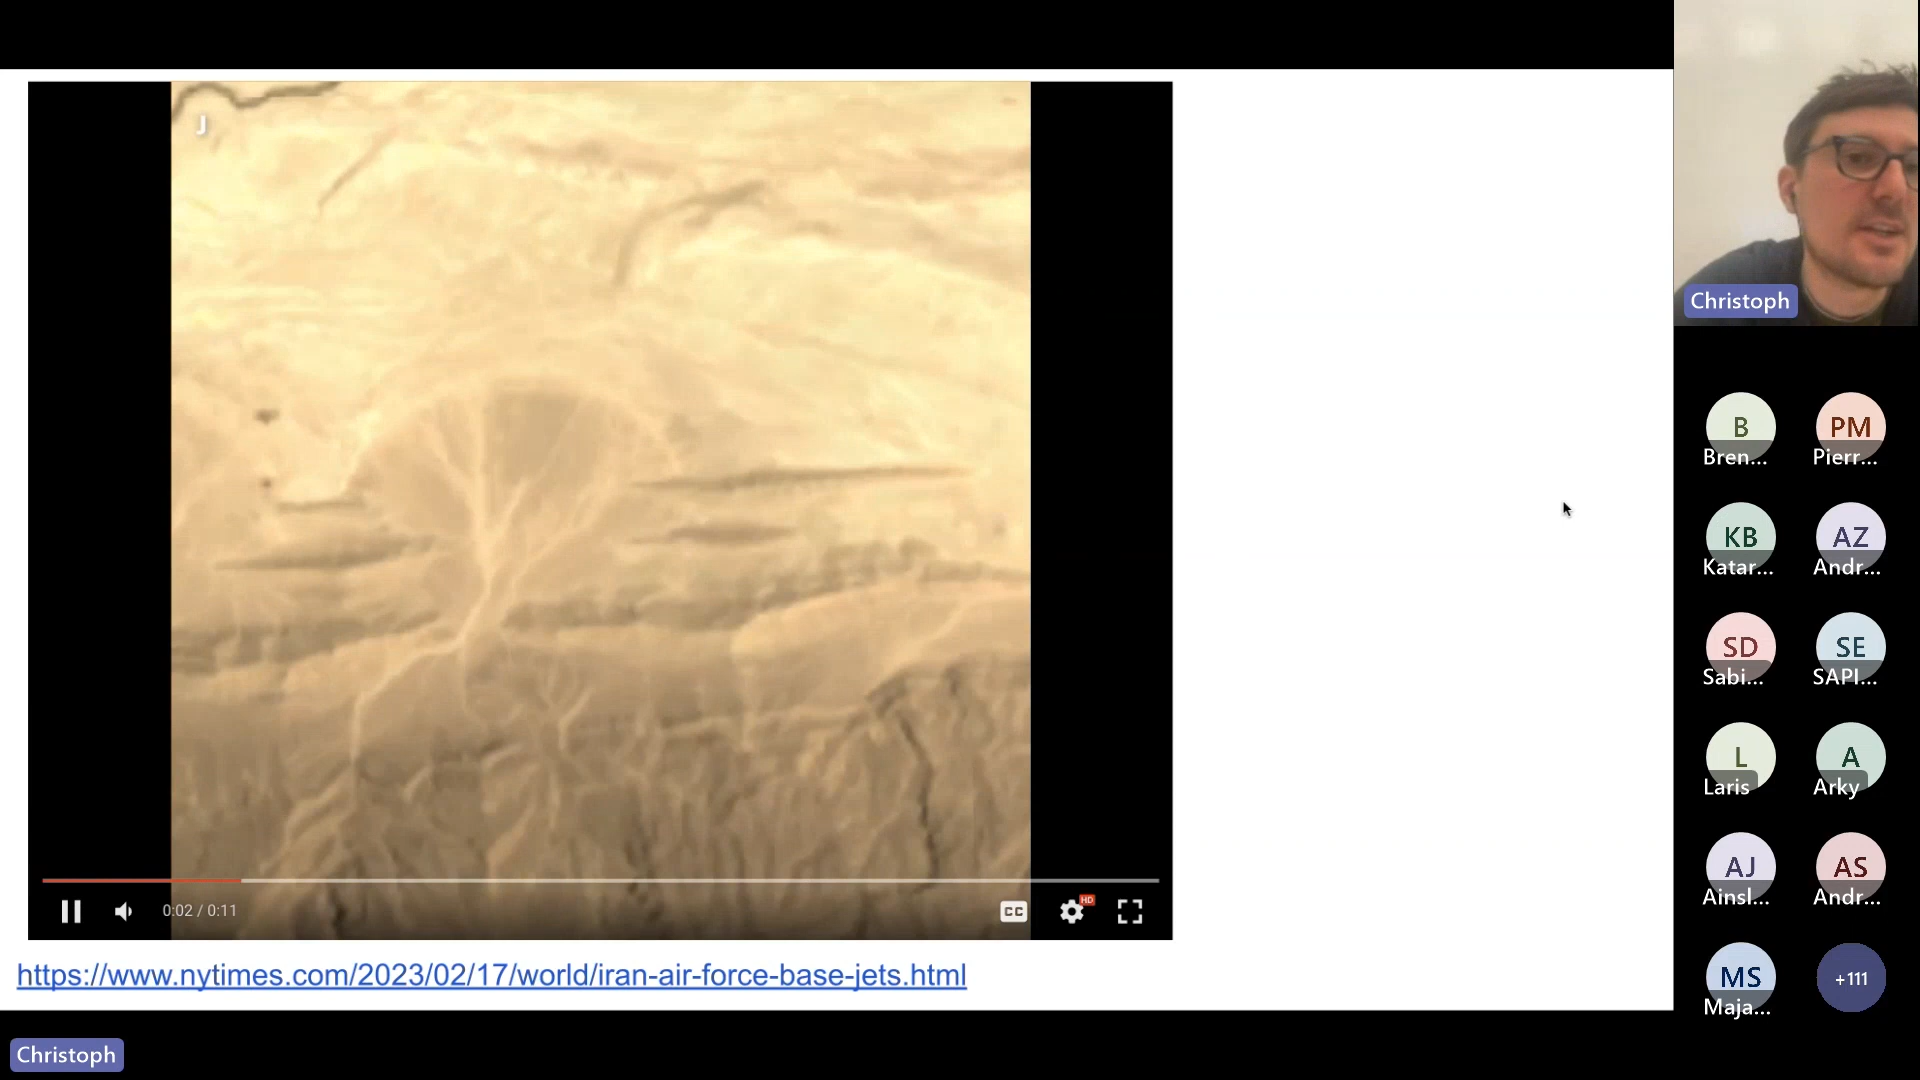 J
Christoph
B
Bren...
PM
Pierr...
KB
Katar...
AZ
Andr...
SD
Sabi...
SE
SAPI...
L
Laris
A
Arky
AJ
Ainsl...
AS
Andr...
MS
Maja...
+111
0:02 / 0:11
CC
HD
https://www.nytimes.com/2023/02/17/world/iran-air-force-base-jets.html
Christoph